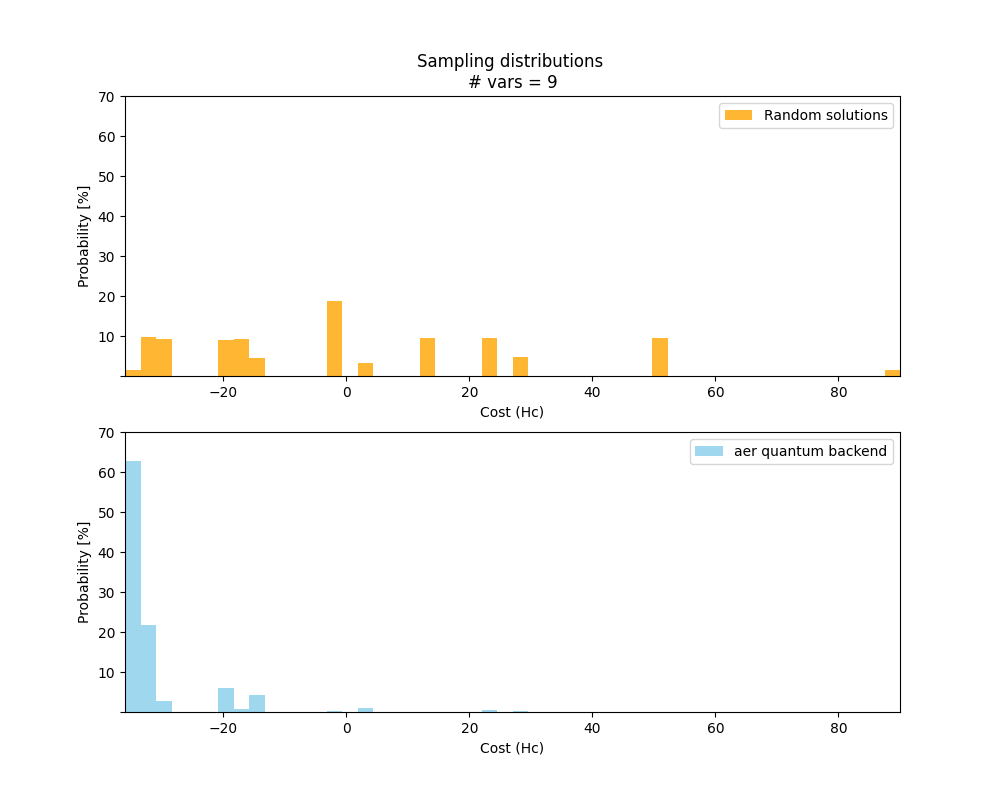 Sampling distributions
# vars = 9
70
60
50
40
30
20
10
Probability [%]
Random solutions
−20 0 20 40 60 80
Cost (Hc)
70
60
50
40
30
20
10
Probability [%]
aer quantum backend
−20 0 20 40 60 80
Cost (Hc)